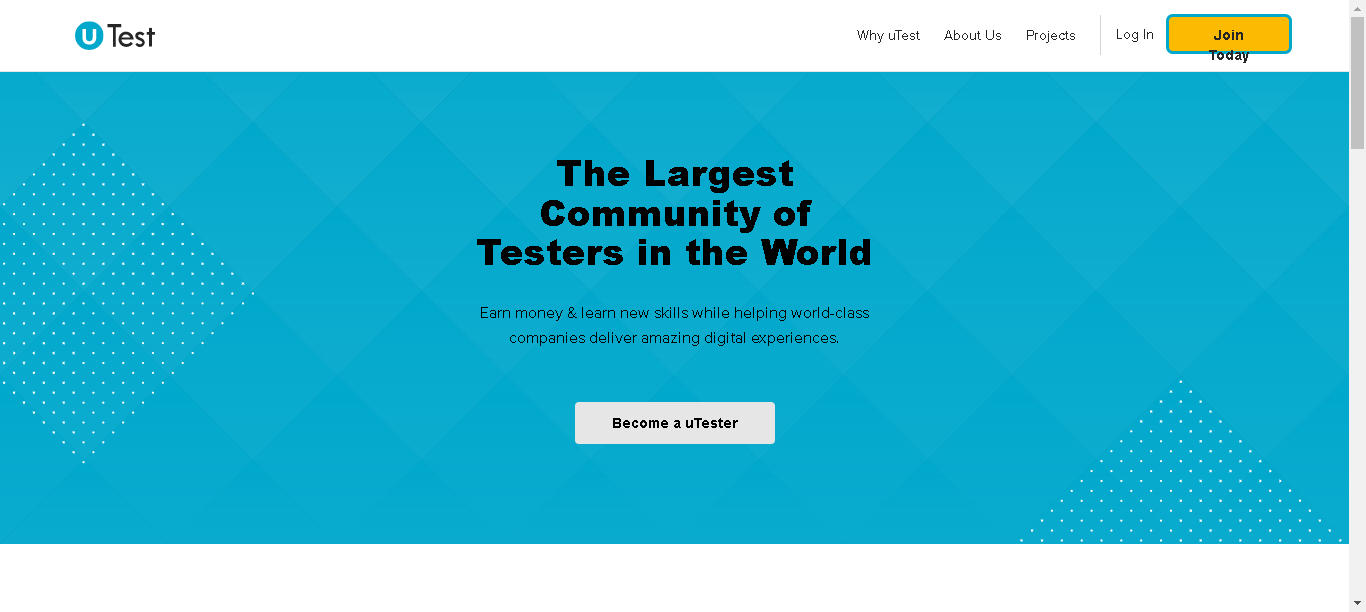 uTest
Why uTest
About Us
Projects
Log In
Join
Today
The Largest
Community of
Testers in the World
Earn money & learn new skills while helping world-class
companies deliver amazing digital experiences.
Become a uTester